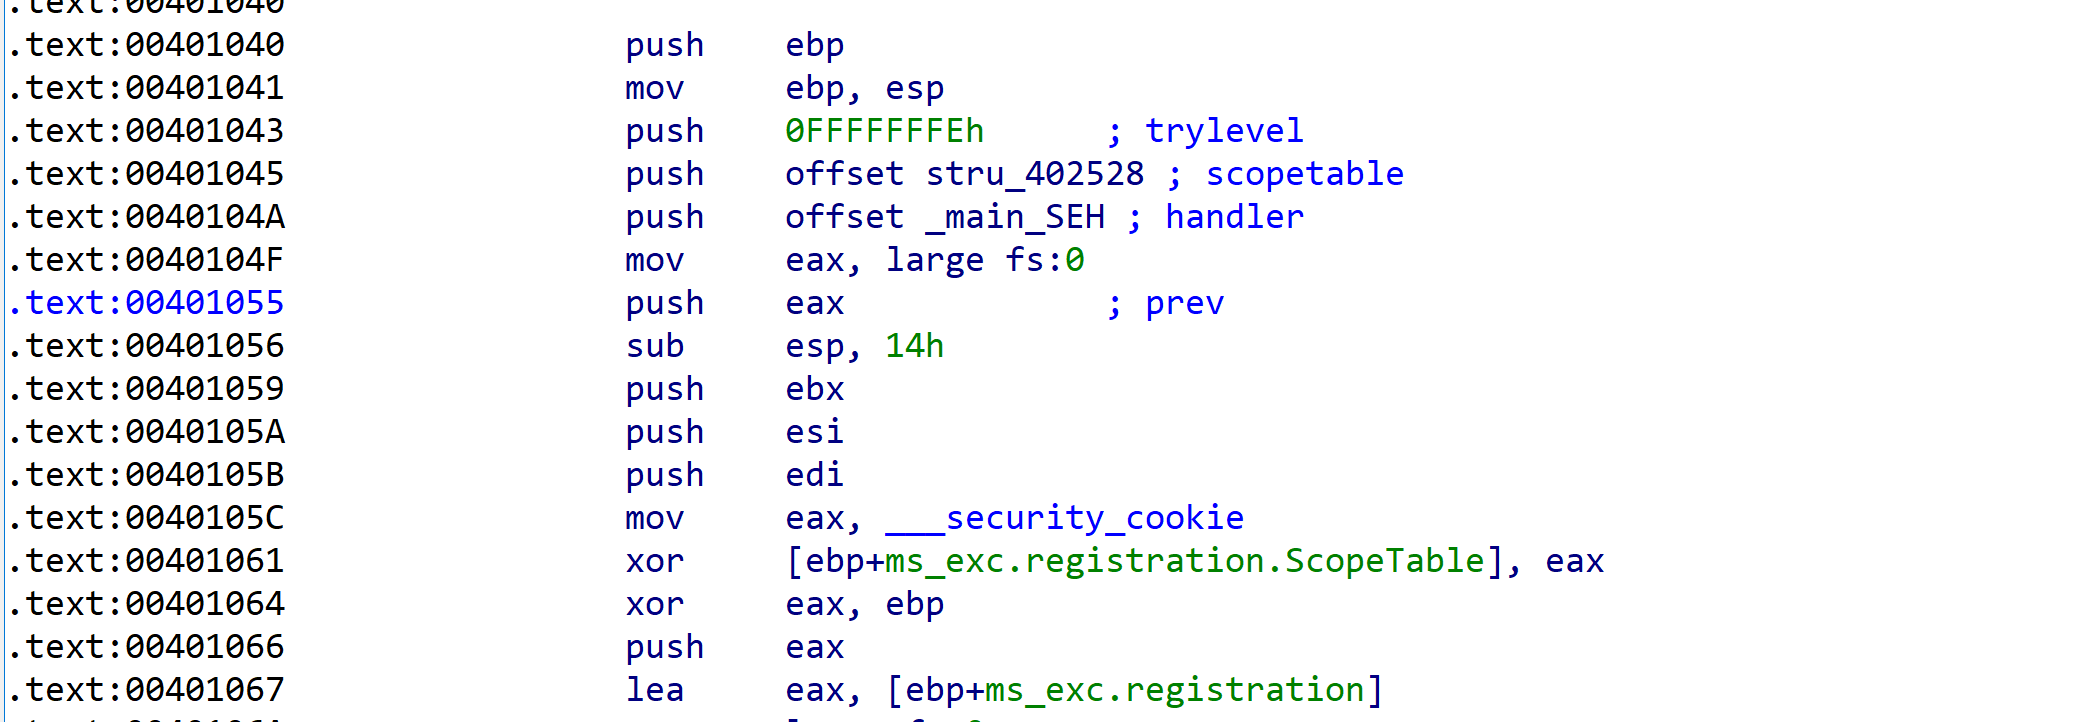 .text:00401040
.text:00401040 push ebp
.text:00401041 mov ebp, esp
.text:00401043 push 0FFFFFFFEh ; trylevel
.text:00401045 push offset stru_402528 ; scopetable
.text:0040104A push offset _main_SEH ; handler
.text:0040104F mov eax, large fs:0
.text:00401055 push eax ; prev
.text:00401056 sub esp, 14h
.text:00401059 push ebx
.text:0040105A push esi
.text:0040105B push edi
.text:0040105C mov eax, ___security_cookie
.text:00401061 xor [ebp+ms_exc.registration.ScopeTable], eax
.text:00401064 xor eax, ebp
.text:00401066 push eax
.text:00401067 lea eax, [ebp+ms_exc.registration]